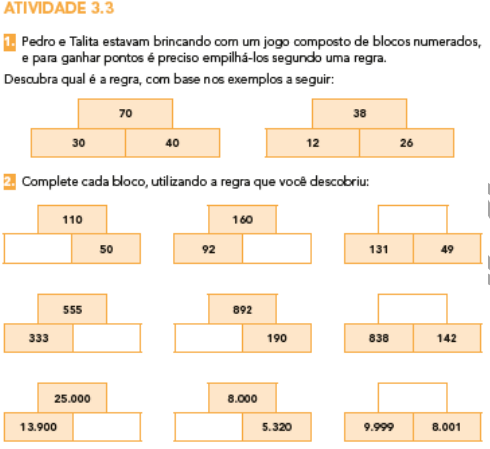 ATIVIDADE 3.3
1. Pedro e Talita estavam brincando com um jogo composto de blocos numerados,
e para ganhar pontos é preciso empilhá-los segundo uma regra.
Descubra qual é a regra, com base nos exemplos a seguir:
70 38
30 40 12 26
2. Complete cada bloco, utilizando a regra que você descobriu:
110 160
50 92 131 49
555 892
333 190 838 142
25.000 8.000
13.900 5.320 9.999 8.001